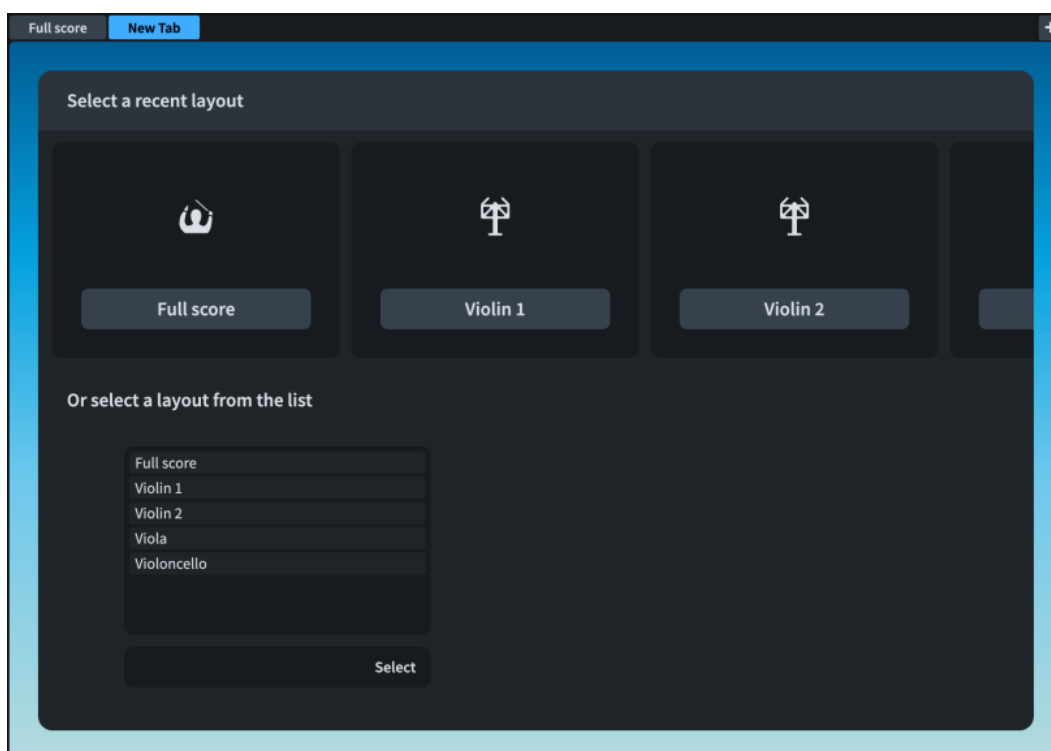 Full score
New Tab
+
Select a recent layout
Full score
Violin 1
Violin 2
Or select a layout from the list
Full score
Violin 1
Violin 2
Viola
Violoncello
Select